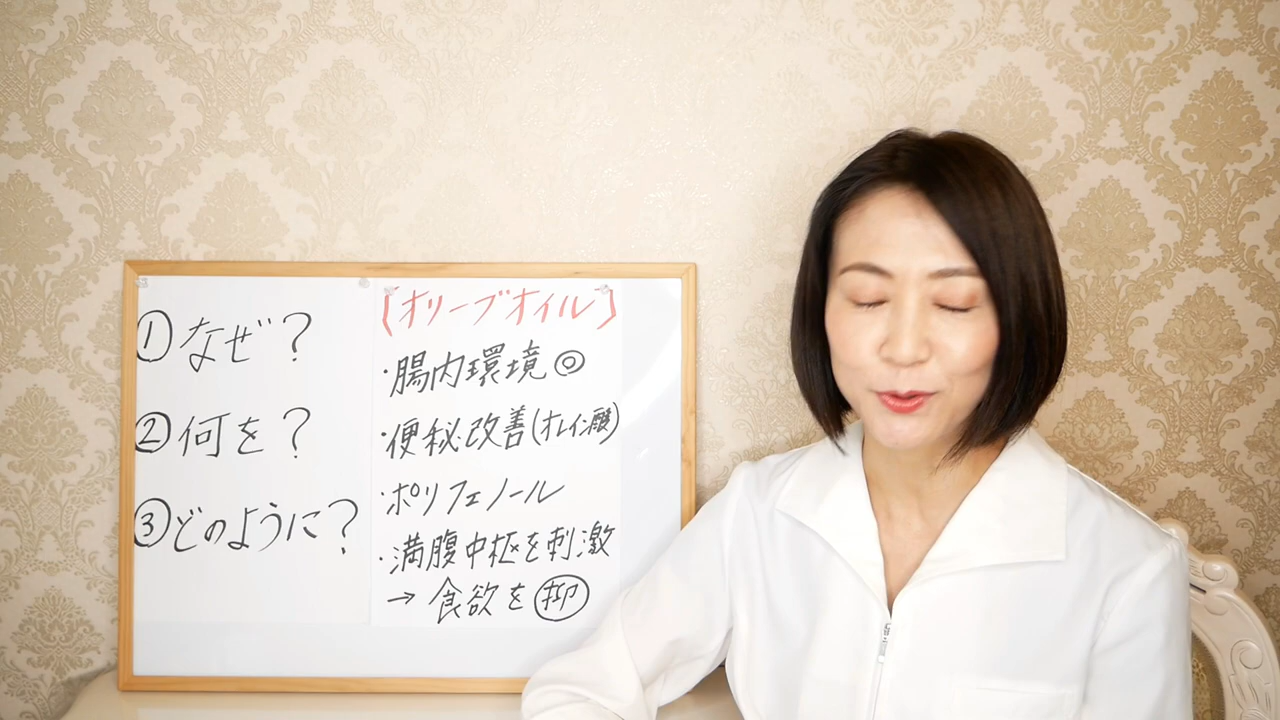 ①なぜ?
②何を?
③どのように?
【オリーブオイル】
・腸内環境◎
・便秘改善(オレイン酸)
・ポリフェノール
・満腹中枢を刺激
→ 食欲を㊥抑